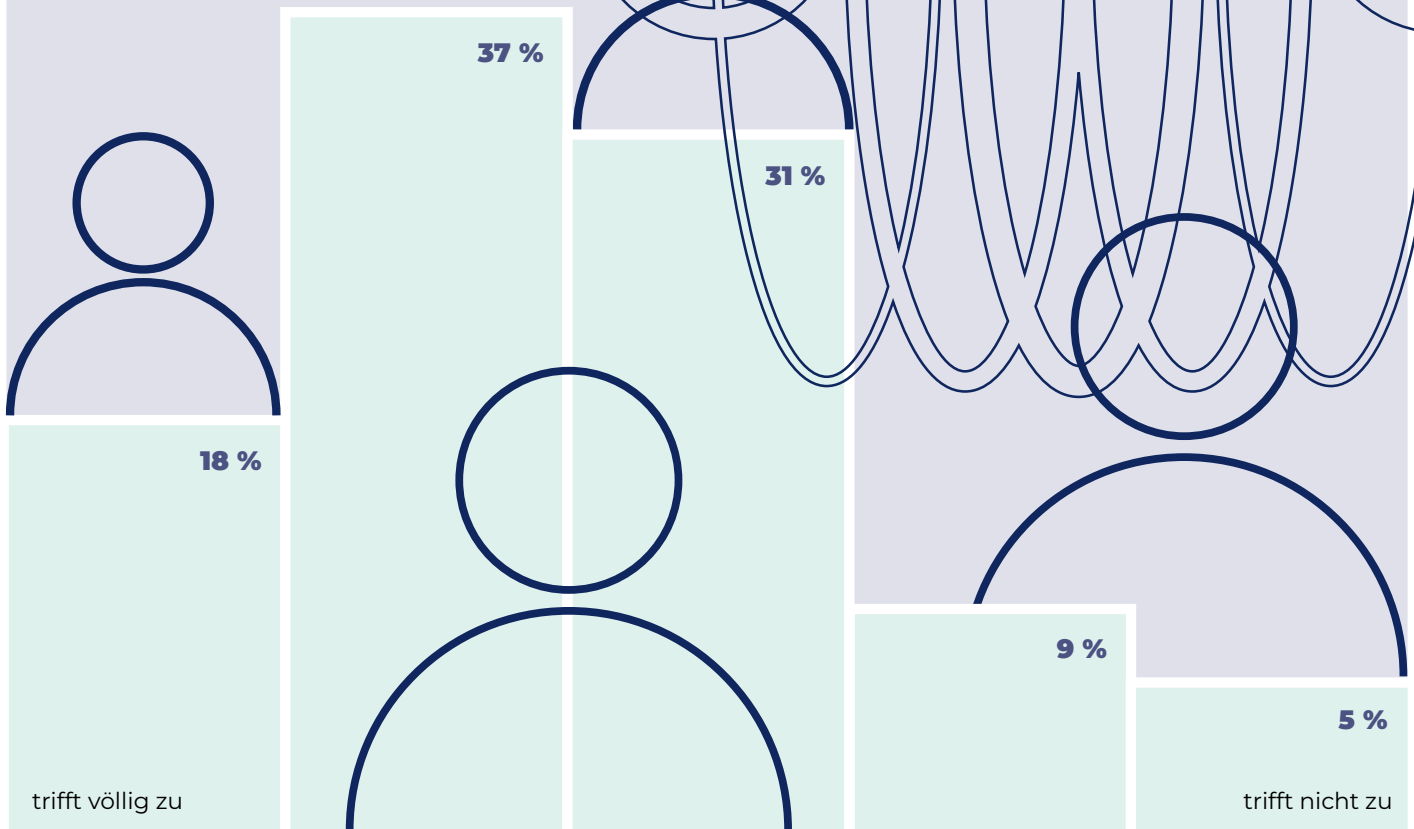 37 %
31 %
18 %
9 %
5 %
trifft völlig zu
trifft nicht zu